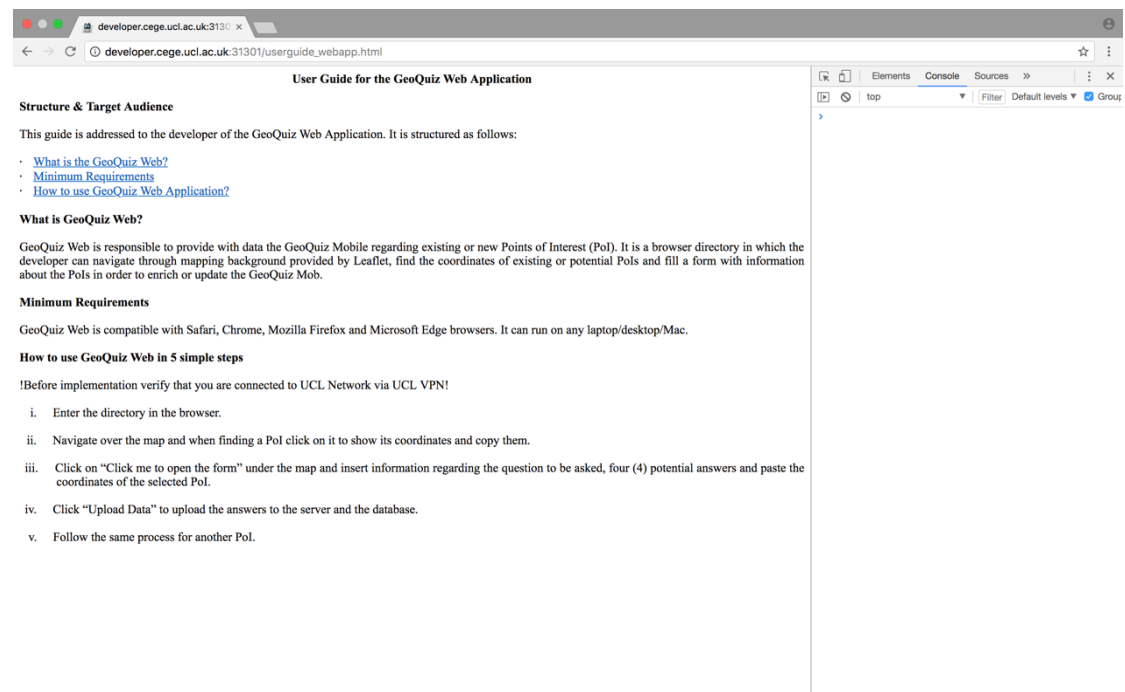 developer.cege.ucl.ac.uk:3130 ×
developer.cege.ucl.ac.uk:31301/userguide_webapp.html
User Guide for the GeoQuiz Web Application
Structure & Target Audience
This guide is addressed to the developer of the GeoQuiz Web Application. It is structured as follows:
· What is the GeoQuiz Web?
· Minimum Requirements
· How to use GeoQuiz Web Application?
What is GeoQuiz Web?
GeoQuiz Web is responsible to provide with data the GeoQuiz Mobile regarding existing or new Points of Interest (PoI). It is a browser directory in which the
developer can navigate through mapping background provided by Leaflet, find the coordinates of existing or potential PoIs and fill a form with information
about the PoIs in order to enrich or update the GeoQuiz Mob.
Minimum Requirements
GeoQuiz Web is compatible with Safari, Chrome, Mozilla Firefox and Microsoft Edge browsers. It can run on any laptop/desktop/Mac.
How to use GeoQuiz Web in 5 simple steps
!Before implementation verify that you are connected to UCL Network via UCL VPN!
i. Enter the directory in the browser.
ii. Navigate over the map and when finding a PoI click on it to show its coordinates and copy them.
iii. Click on “Click me to open the form” under the map and insert information regarding the question to be asked, four (4) potential answers and paste the
coordinates of the selected PoI.
iv. Click “Upload Data” to upload the answers to the server and the database.
v. Follow the same process for another PoI.
Elements Console Sources »
top Filter Default levels ▼ Group